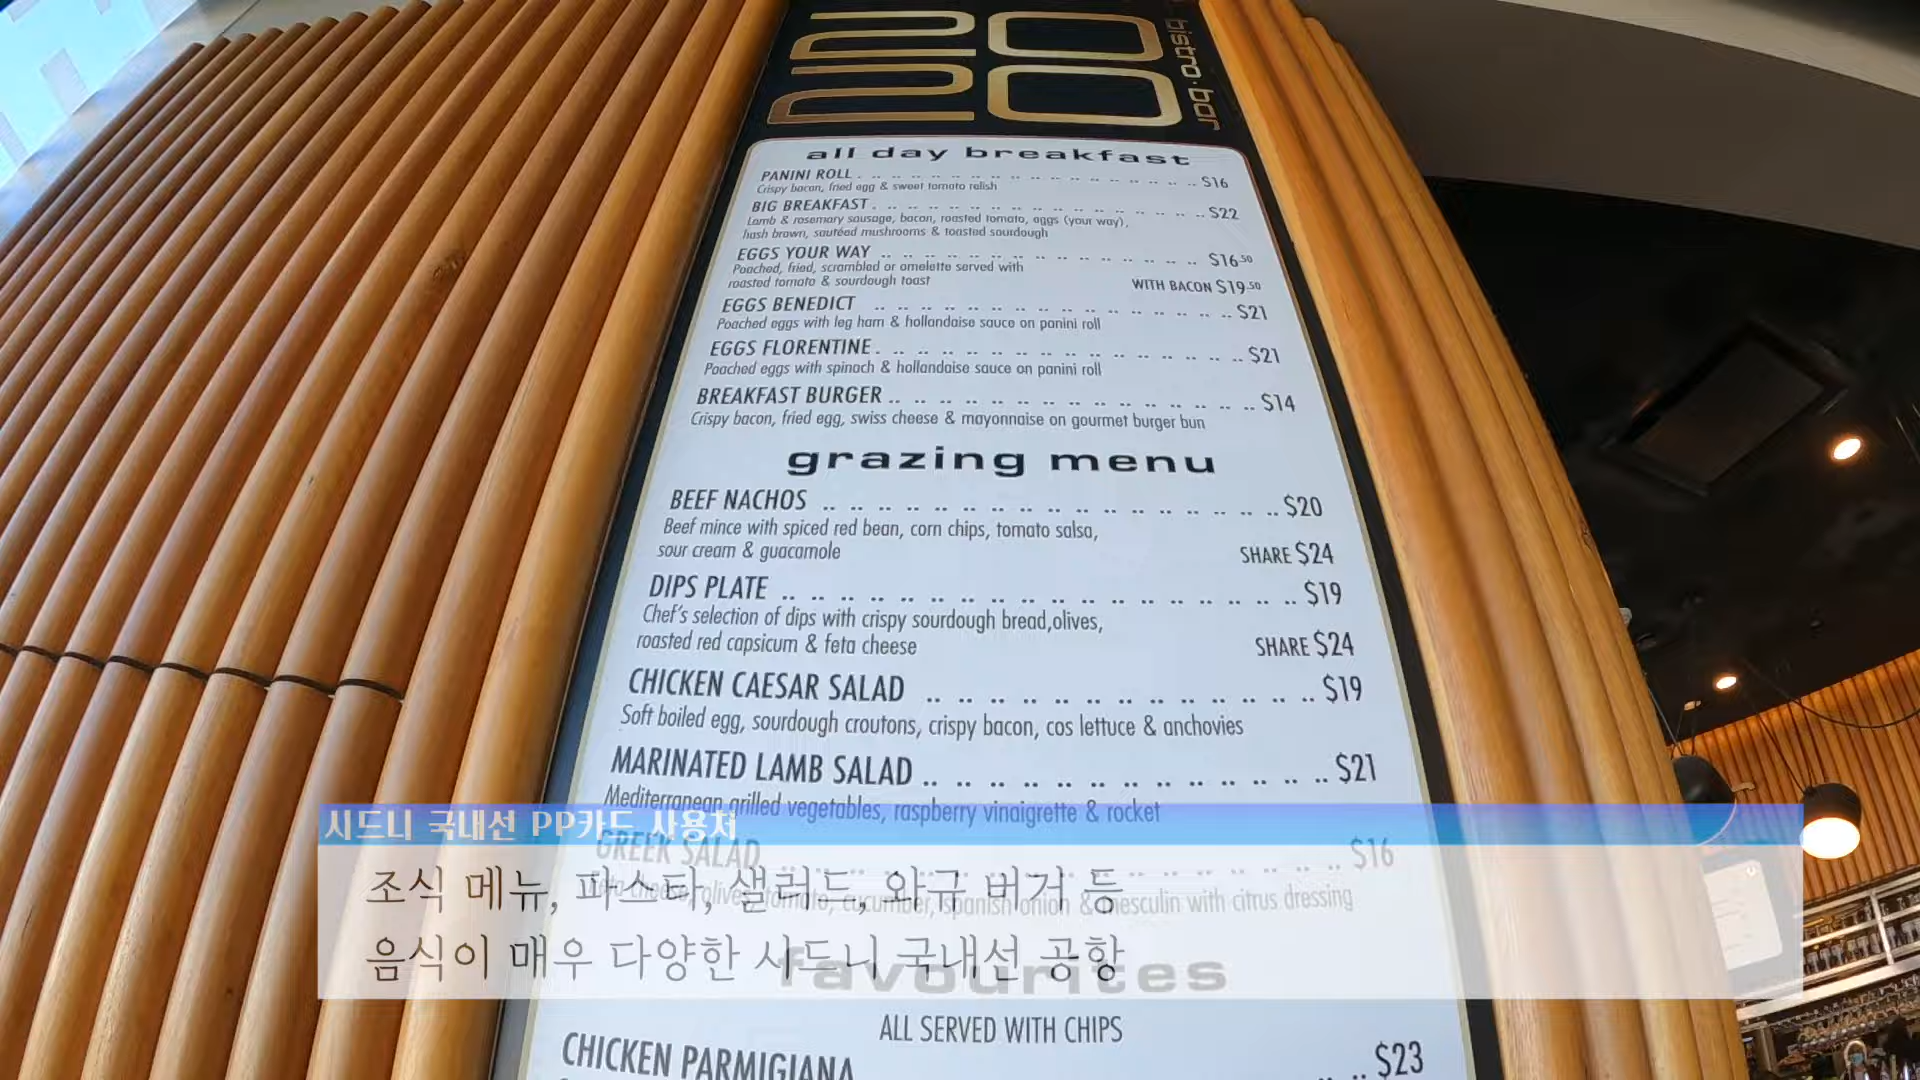 2020
bistro·bar
all day breakfast
PANINI ROLL $16
Crispy bacon, fried egg & sweet tomato relish
BIG BREAKFAST $22
Lamb & rosemary sausage, bacon, roasted tomato, eggs (your way),
hash brown, sautéed mushrooms & toasted sourdough
EGGS YOUR WAY $16.50
Poached, fried, scrambled or omelette served with
roasted tomato & sourdough toast WITH BACON $19.50
EGGS BENEDICT $21
Poached eggs with leg ham & hollandaise sauce on panini roll
EGGS FLORENTINE $21
Poached eggs with spinach & hollandaise sauce on panini roll
BREAKFAST BURGER $14
Crispy bacon, fried egg, swiss cheese & mayonnaise on gourmet burger bun
grazing menu
BEEF NACHOS $20
Beef mince with spiced red bean, corn chips, tomato salsa,
sour cream & guacamole SHARE $24
DIPS PLATE $19
Chef's selection of dips with crispy sourdough bread,olives,
roasted red capsicum & feta cheese SHARE $24
CHICKEN CAESAR SALAD $19
Soft boiled egg, sourdough croutons, crispy bacon, cos lettuce & anchovies
MARINATED LAMB SALAD $21
Mediterranean grilled vegetables, raspberry vinaigrette & rocket
시드니 국내선 PP카드 사용처
GREEK SALAD $16
조식 메뉴, 파스타, 샐러드, 와규 버거 등
cheese, olive, tomato, cucumber, spanish onion & mesculin with citrus dressing
음식이 매우 다양한 시드니 국내선 공항
favourites
ALL SERVED WITH CHIPS
CHICKEN PARMIGIANA $23